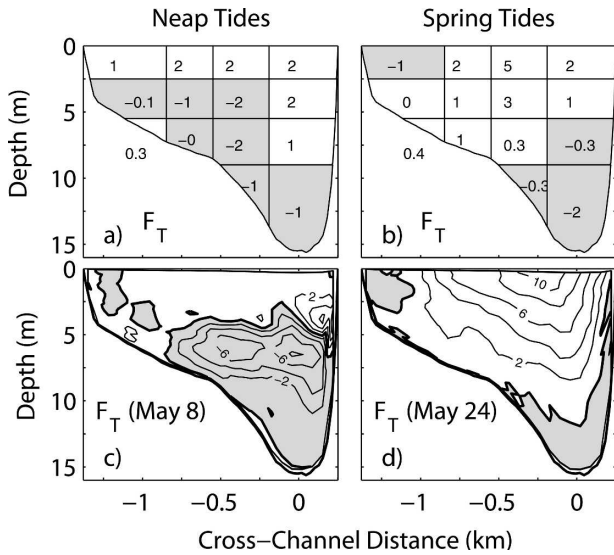 Neap Tides Spring Tides
0
5
10
15
Depth (m)
1 2 2 2
−0.1 −1 −2 2
−0 −2 1
0.3
−1
−1
a) F_T
−1 2 5 2
0 1 3 1
1 0.3 −0.3
0.4
−0.3
−2
b) F_T
0
5
10
15
Depth (m)
2
−6
−6
−2
F_T (May 8)
c)
10
6
2
F_T (May 24)
d)
−1 −0.5 0 −1 −0.5 0
Cross−Channel Distance (km)